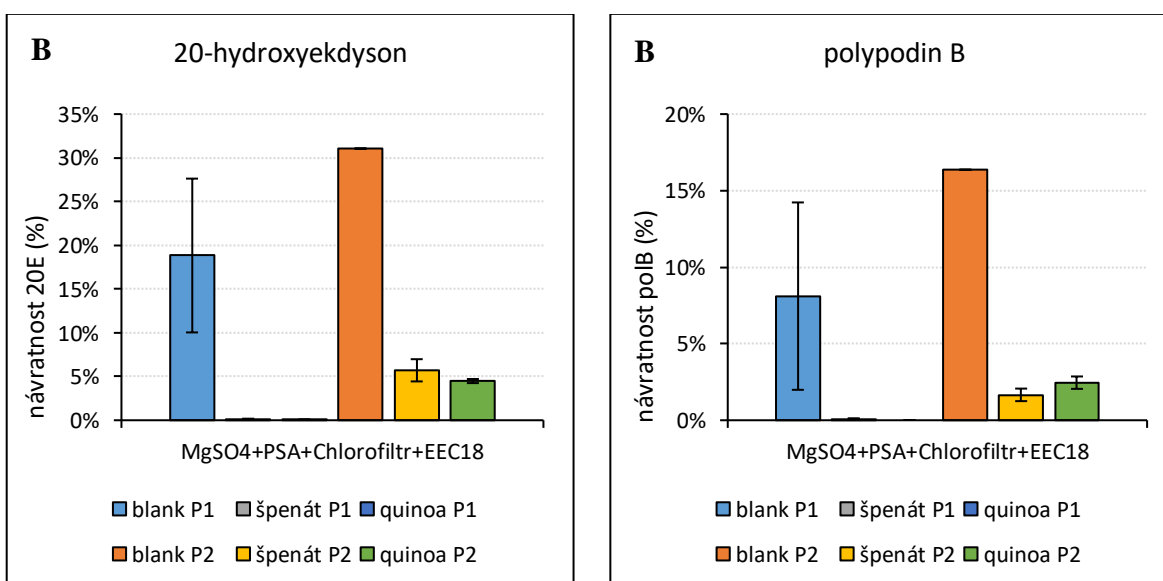 B
20-hydroxyekdyson
návratnost 20E (%)
35%
30%
25%
20%
15%
10%
5%
0%
MgSO4+PSA+Chlorofiltr+EEC18
blank P1 špenát P1 quinoa P1
blank P2 špenát P2 quinoa P2
B
polypodin B
návratnost polB (%)
20%
15%
10%
5%
0%
MgSO4+PSA+Chlorofiltr+EEC18
blank P1 špenát P1 quinoa P1
blank P2 špenát P2 quinoa P2